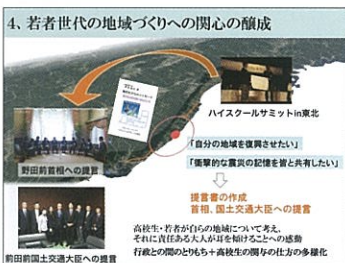 4、若者世代の地域づくりへの関心の醸成
ハイスクールサミットin東北
「自分の地域を復興させたい」
「衝撃的な震災の記憶を皆と共有したい」
野田前首相への提言
提言書の作成
首相、国土交通大臣への提言
高校生・若者が自らの地域について考え、
それに責任ある大人が耳を傾けることへの感動
行政との間のとりもち＋高校生の関与の仕方の多様化
前田前国土交通大臣への提言